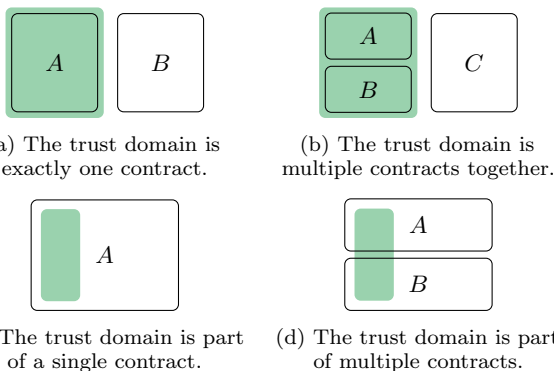 A
B
a) The trust domain is
exactly one contract.
A
B
C
(b) The trust domain is
multiple contracts together.
A
The trust domain is part
of a single contract.
A
B
(d) The trust domain is part
of multiple contracts.